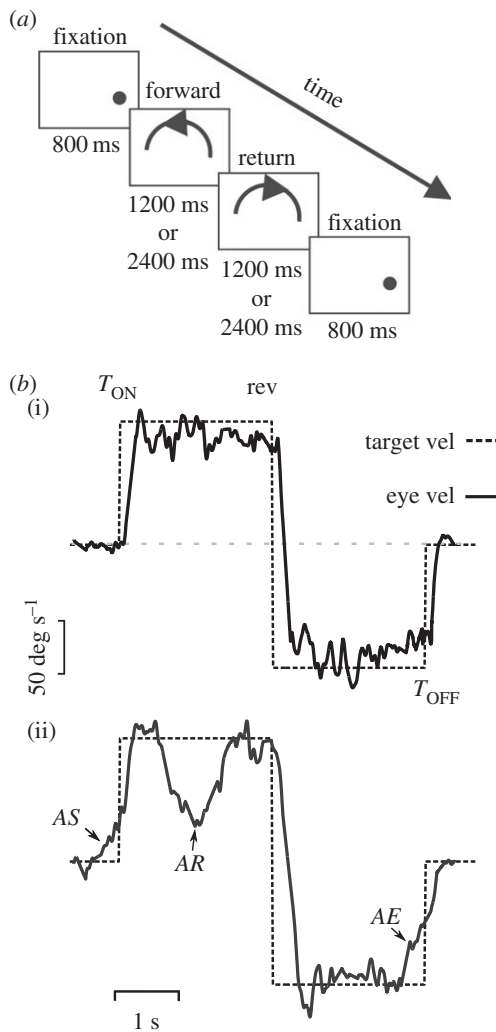 (a)
fixation
800 ms
forward
1200 ms
or
2400 ms
return
1200 ms
or
2400 ms
fixation
800 ms
time
(b)
(i)
T_ON
rev
target vel
eye vel
50 deg s⁻¹
T_OFF
(ii)
AS
AR
AE
1 s